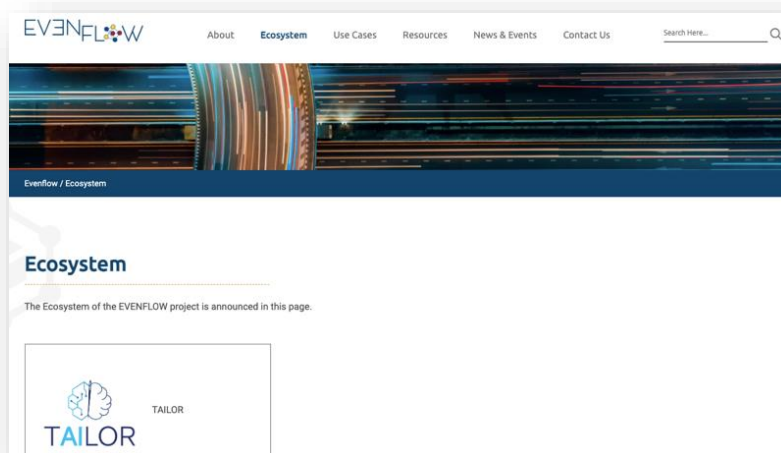 EVENFLOW
About Ecosystem Use Cases Resources News & Events Contact Us Search Here...
Evenflow / Ecosystem
Ecosystem
The Ecosystem of the EVENFLOW project is announced in this page.
TAILOR
TAILOR